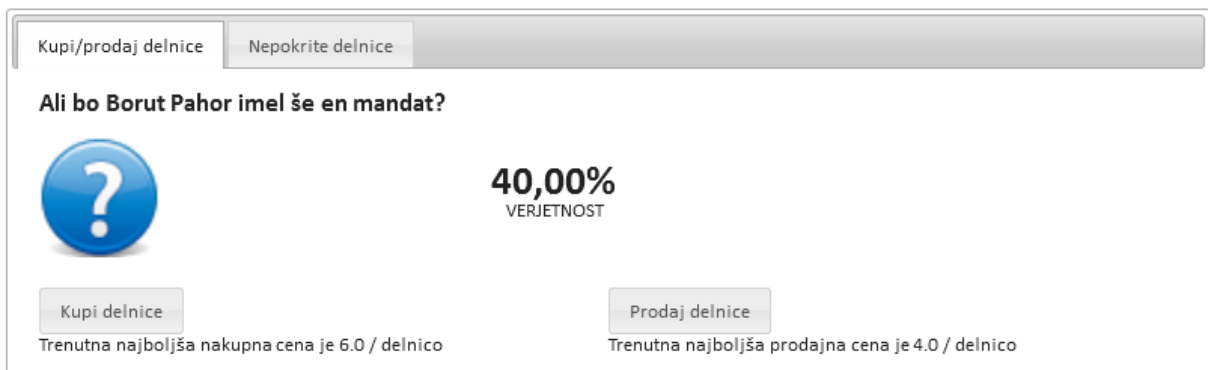 Kupi/prodaj delnice
Nepokrite delnice
Ali bo Borut Pahor imel še en mandat?
?
40,00%
VERJETNOST
Kupi delnice
Prodaj delnice
Trenutna najboljša nakupna cena je 6.0 / delnico
Trenutna najboljša prodajna cena je 4.0 / delnico